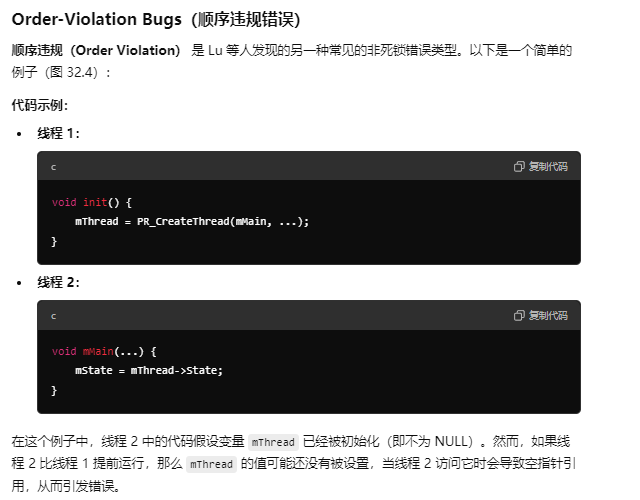 Order-Violation Bugs（顺序违规错误）
顺序违规（Order Violation） 是 Lu 等人发现的另一种常见的非死锁错误类型。以下是一个简单的
例子（图 32.4）：
代码示例：
• 线程 1：
c 复制代码
void init() {
    mThread = PR_CreateThread(mMain, ...);
}
• 线程 2：
c 复制代码
void mMain(...) {
    mState = mThread->State;
}
在这个例子中，线程 2 中的代码假设变量 mThread 已经被初始化（即不为 NULL）。然而，如果线
程 2 比线程 1 提前运行，那么 mThread 的值可能还没有被设置，当线程 2 访问它时会导致空指针引
用，从而引发错误。